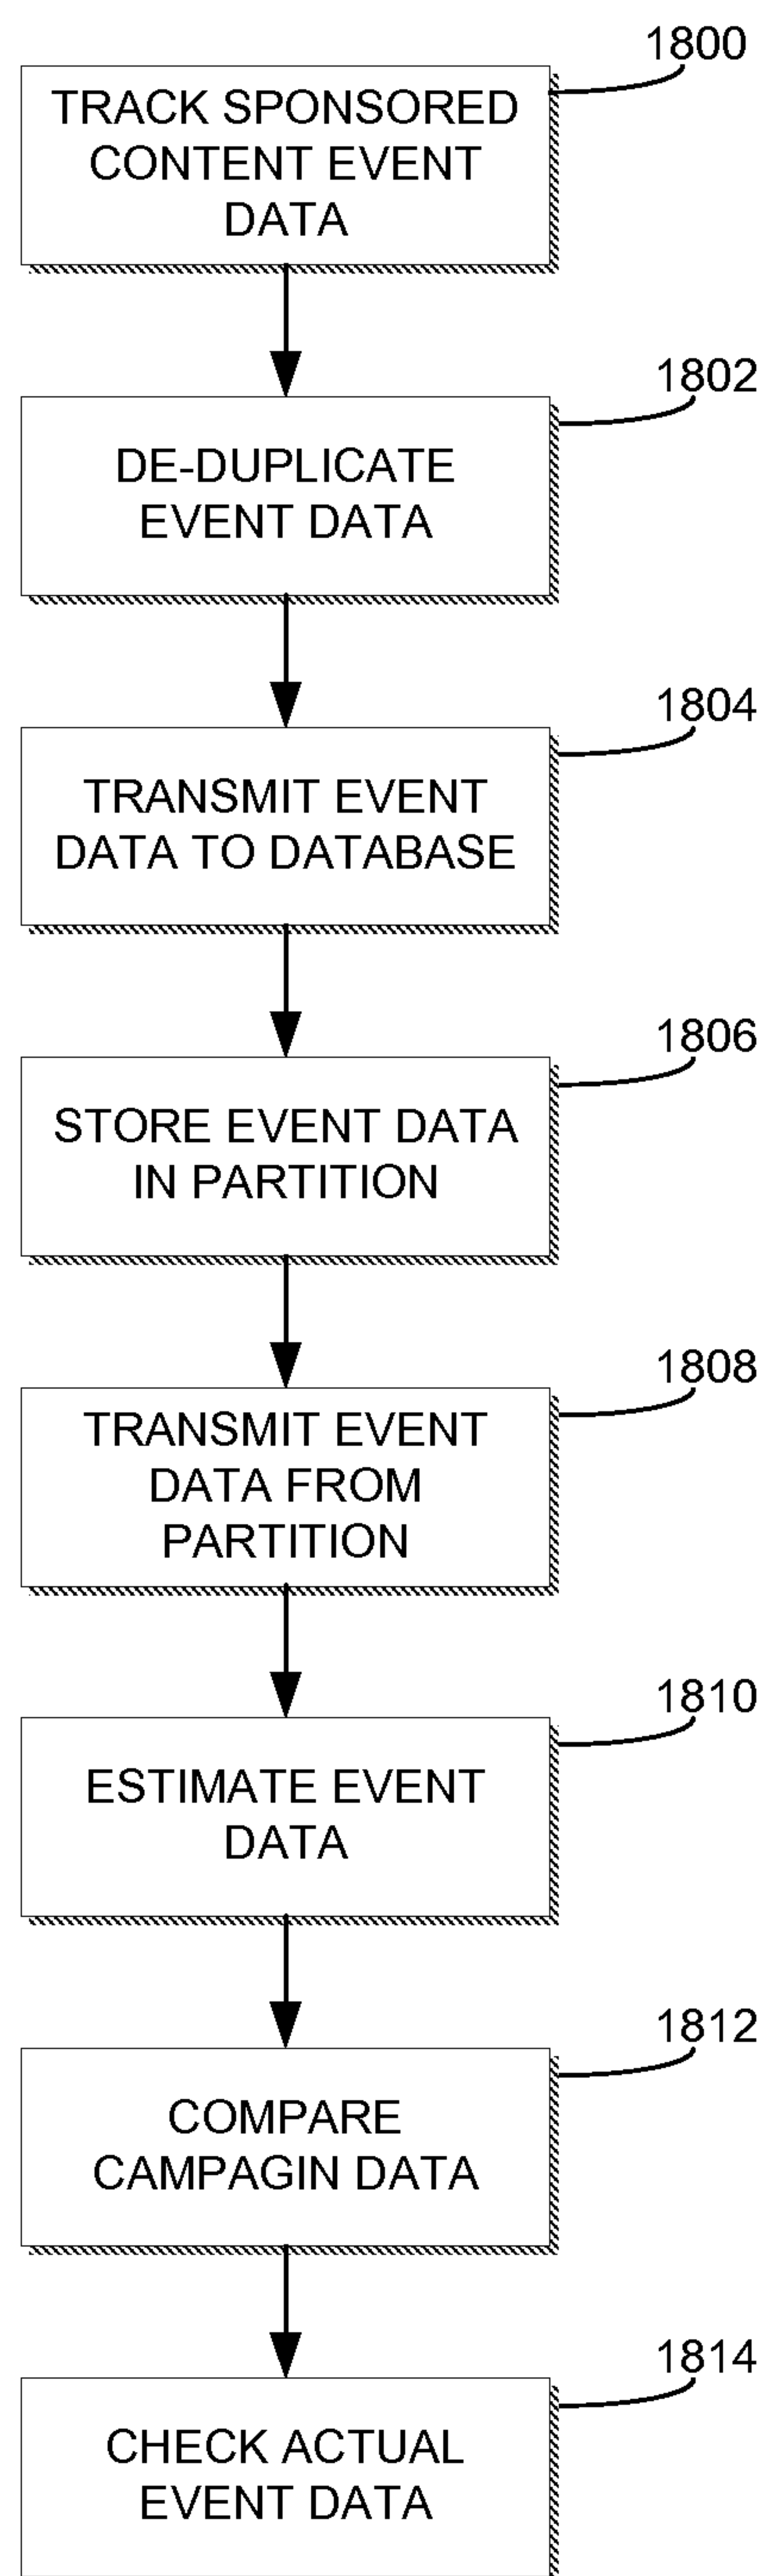 1800
TRACK SPONSORED
CONTENT EVENT
DATA
1802
DE-DUPLICATE
EVENT DATA
1804
TRANSMIT EVENT
DATA TO DATABASE
1806
STORE EVENT DATA
IN PARTITION
1808
TRANSMIT EVENT
DATA FROM
PARTITION
1810
ESTIMATE EVENT
DATA
1812
COMPARE
CAMPAGIN DATA
1814
CHECK ACTUAL
EVENT DATA